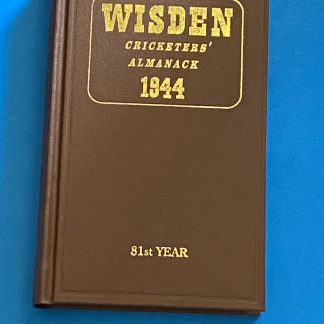 WISDEN
CRICKETERS'
ALMANACK
1944
81st YEAR